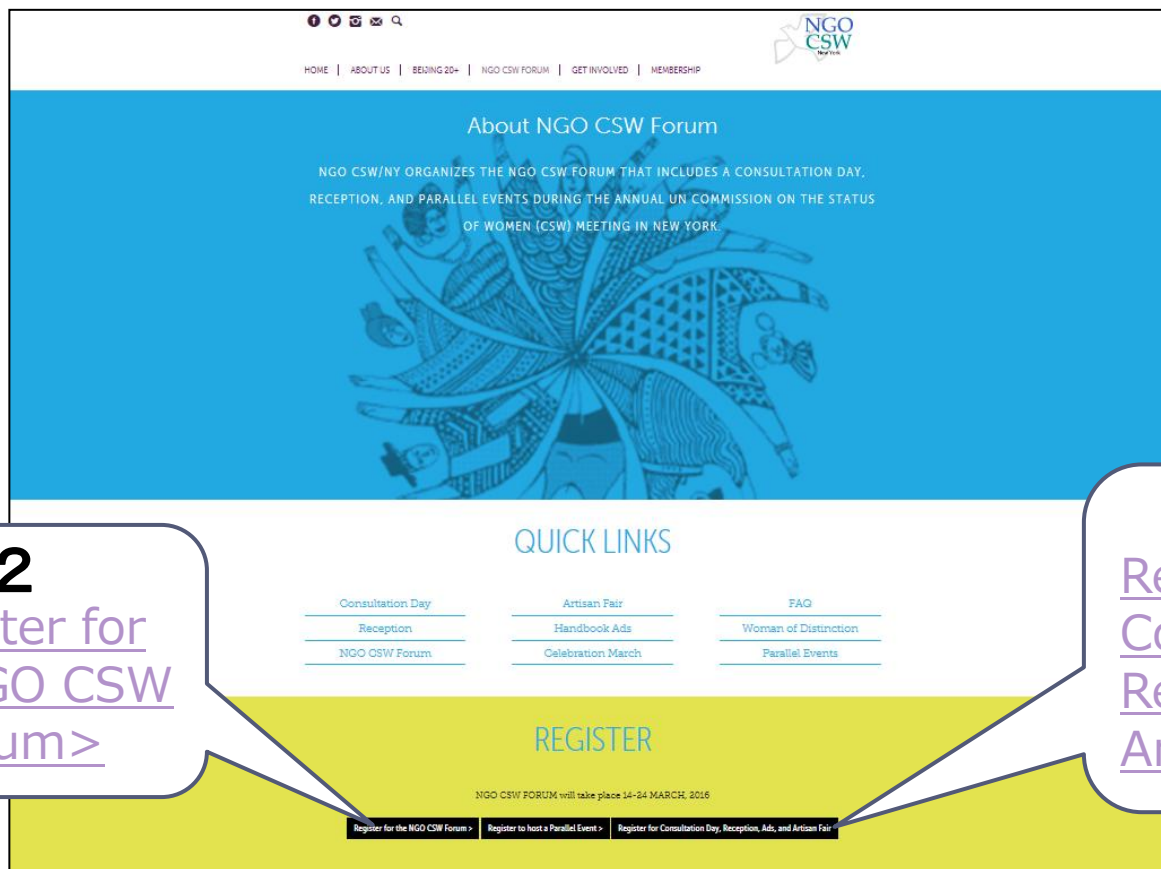 NGO
CSW
New York
HOME | ABOUT US | BEIJING 20+ | NGO CSW FORUM | GET INVOLVED | MEMBERSHIP
About NGO CSW Forum
NGO CSW/NY ORGANIZES THE NGO CSW FORUM THAT INCLUDES A CONSULTATION DAY,
RECEPTION, AND PARALLEL EVENTS DURING THE ANNUAL UN COMMISSION ON THE STATUS
OF WOMEN (CSW) MEETING IN NEW YORK.
QUICK LINKS
Consultation Day Artisan Fair FAQ
Reception Handbook Ads Woman of Distinction
NGO CSW Forum Celebration March Parallel Events
2
ter for
GO CSW
um>
Re
Co
Re
Ar
REGISTER
NGO CSW FORUM will take place 14-24 MARCH, 2016
Register for the NGO CSW Forum > Register to host a Parallel Event > Register for Consultation Day, Reception, Ads, and Artisan Fair